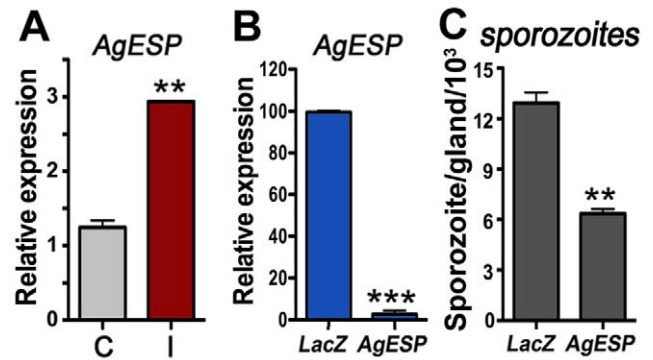 A
AgESP
Relative expression
3
2
1
0
**
C
I
B
AgESP
Relative expression
120
100
80
60
40
20
0
***
LacZ AgESP
C
sporozoites
Sporozoite/gland/10³
15
12
9
6
3
0
**
LacZ AgESP